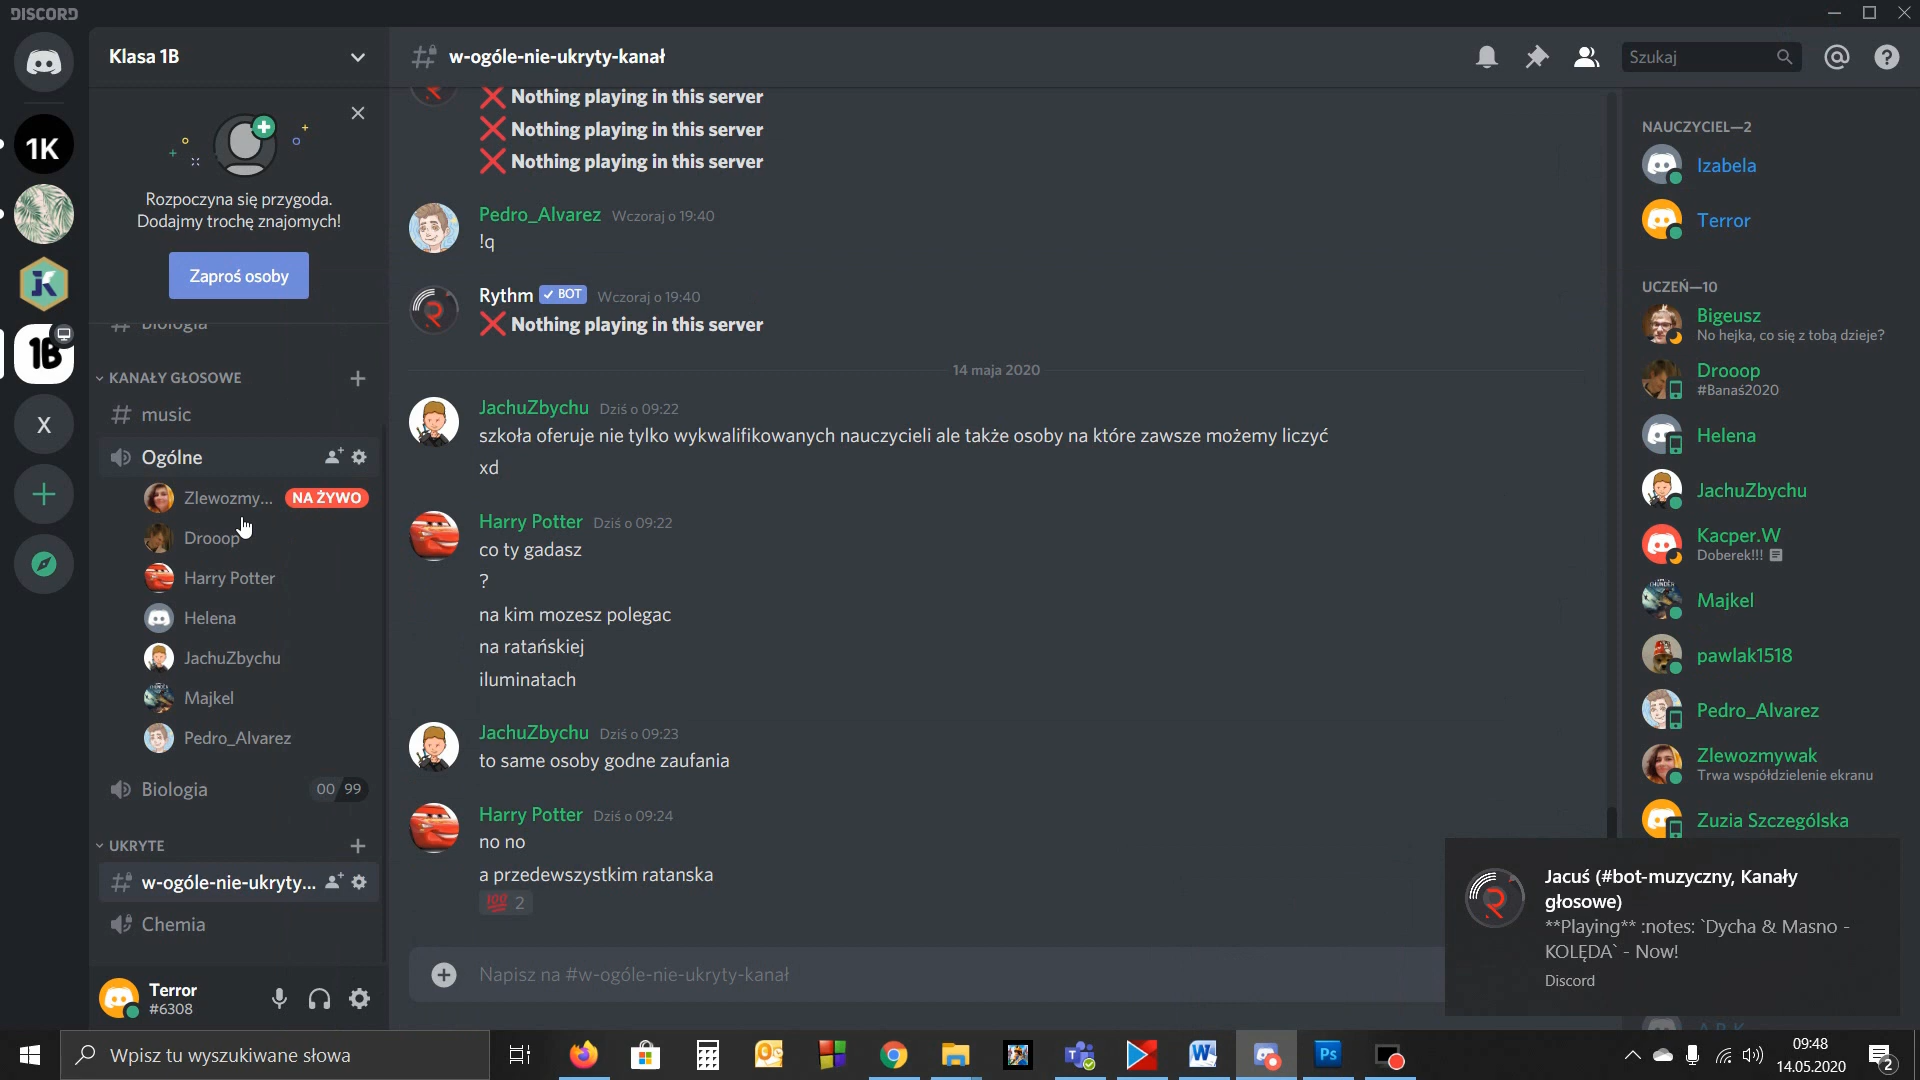 DISCORD
1K
1B
X
Klasa 1B
Rozpoczyna się przygoda.
Dodajmy trochę znajomych!
Zaproś osoby
Biologia
KANAŁY GŁOSOWE
music
Ogólne
Zlewozmy... NA ŻYWO
Drooop
Harry Potter
Helena
JachuZbychu
Majkel
Pedro_Alvarez
Biologia 00 99
UKRYTE
w-ogóle-nie-ukryty...
Chemia
Terror
#6308
w-ogóle-nie-ukryty-kanał
Szukaj
Nothing playing in this server
Nothing playing in this server
Nothing playing in this server
Pedro_Alvarez Wczoraj o 19:40
!q
Rythm BOT Wczoraj o 19:40
Nothing playing in this server
14 maja 2020
JachuZbychu Dziś o 09:22
szkoła oferuje nie tylko wykwalifikowanych nauczycieli ale także osoby na które zawsze możemy liczyć
xd
Harry Potter Dziś o 09:22
co ty gadasz
?
na kim mozesz polegac
na ratańskiej
iluminatach
JachuZbychu Dziś o 09:23
to same osoby godne zaufania
Harry Potter Dziś o 09:24
no no
a przedewszystkim ratanska
100 2
Napisz na #w-ogóle-nie-ukryty-kanał
NAUCZYCIEL—2
Izabela
Terror
UCZEŃ—10
Bigeusz
No hejka, co się z tobą dzieje?
Drooop
#Banaś2020
Helena
JachuZbychu
Kacper.W
Doberek!!!
Majkel
pawlak1518
Pedro_Alvarez
Zlewozmywak
Trwa współdzielenie ekranu
Zuzia Szczególska
Jacuś (#bot-muzyczny, Kanały
głosowe)
**Playing** :notes: `Dycha & Masno -
KOLĘDA` - Now!
Discord
Wpisz tu wyszukiwane słowa
Ps
09:48
14.05.2020
2